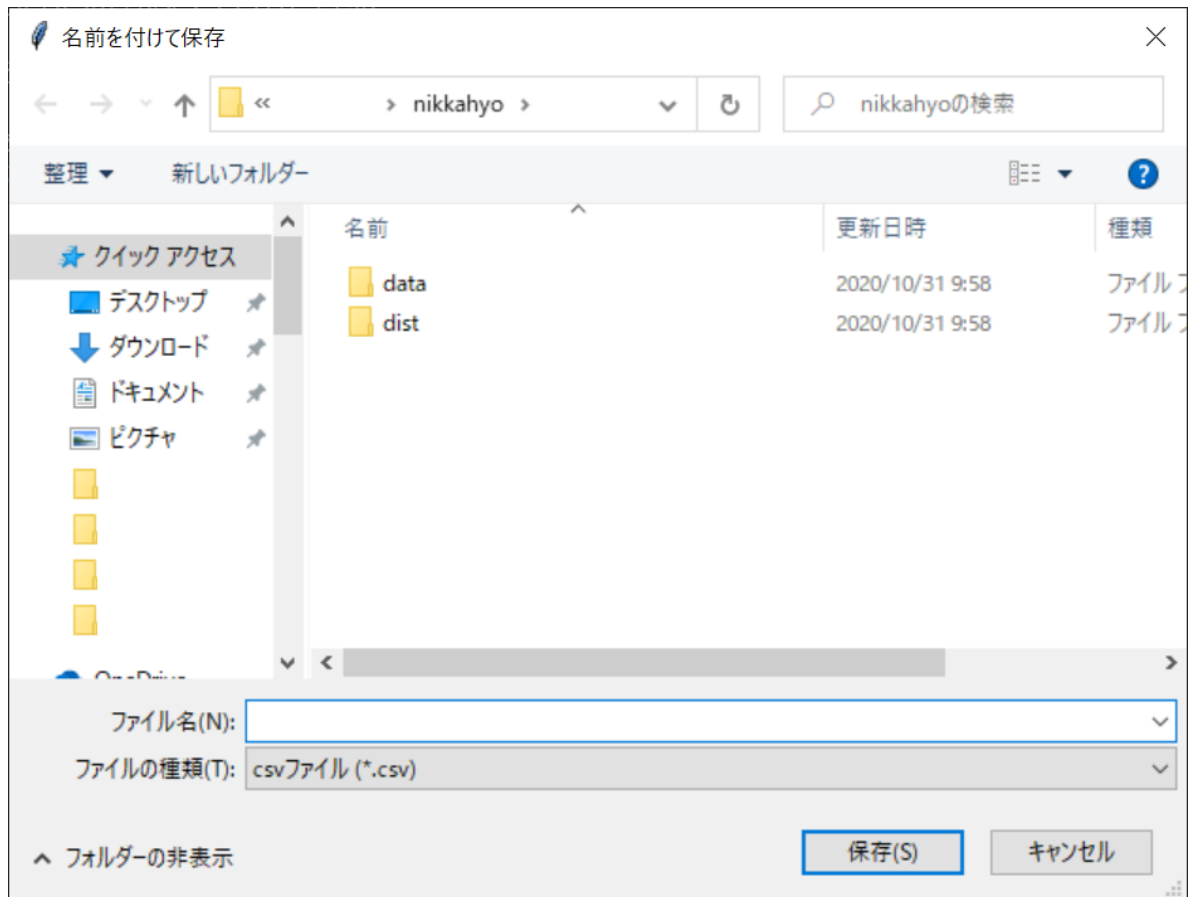 名前を付けて保存
« > nikkahyo > nikkahyoの検索
整理 新しいフォルダー ?
名前 更新日時 種類
クイック アクセス
デスクトップ
ダウンロード
ドキュメント
ピクチャ
data 2020/10/31 9:58 ファイル フ
dist 2020/10/31 9:58 ファイル フ
OneDrive
ファイル名(N):
ファイルの種類(T): csvファイル (*.csv)
フォルダーの非表示 保存(S) キャンセル